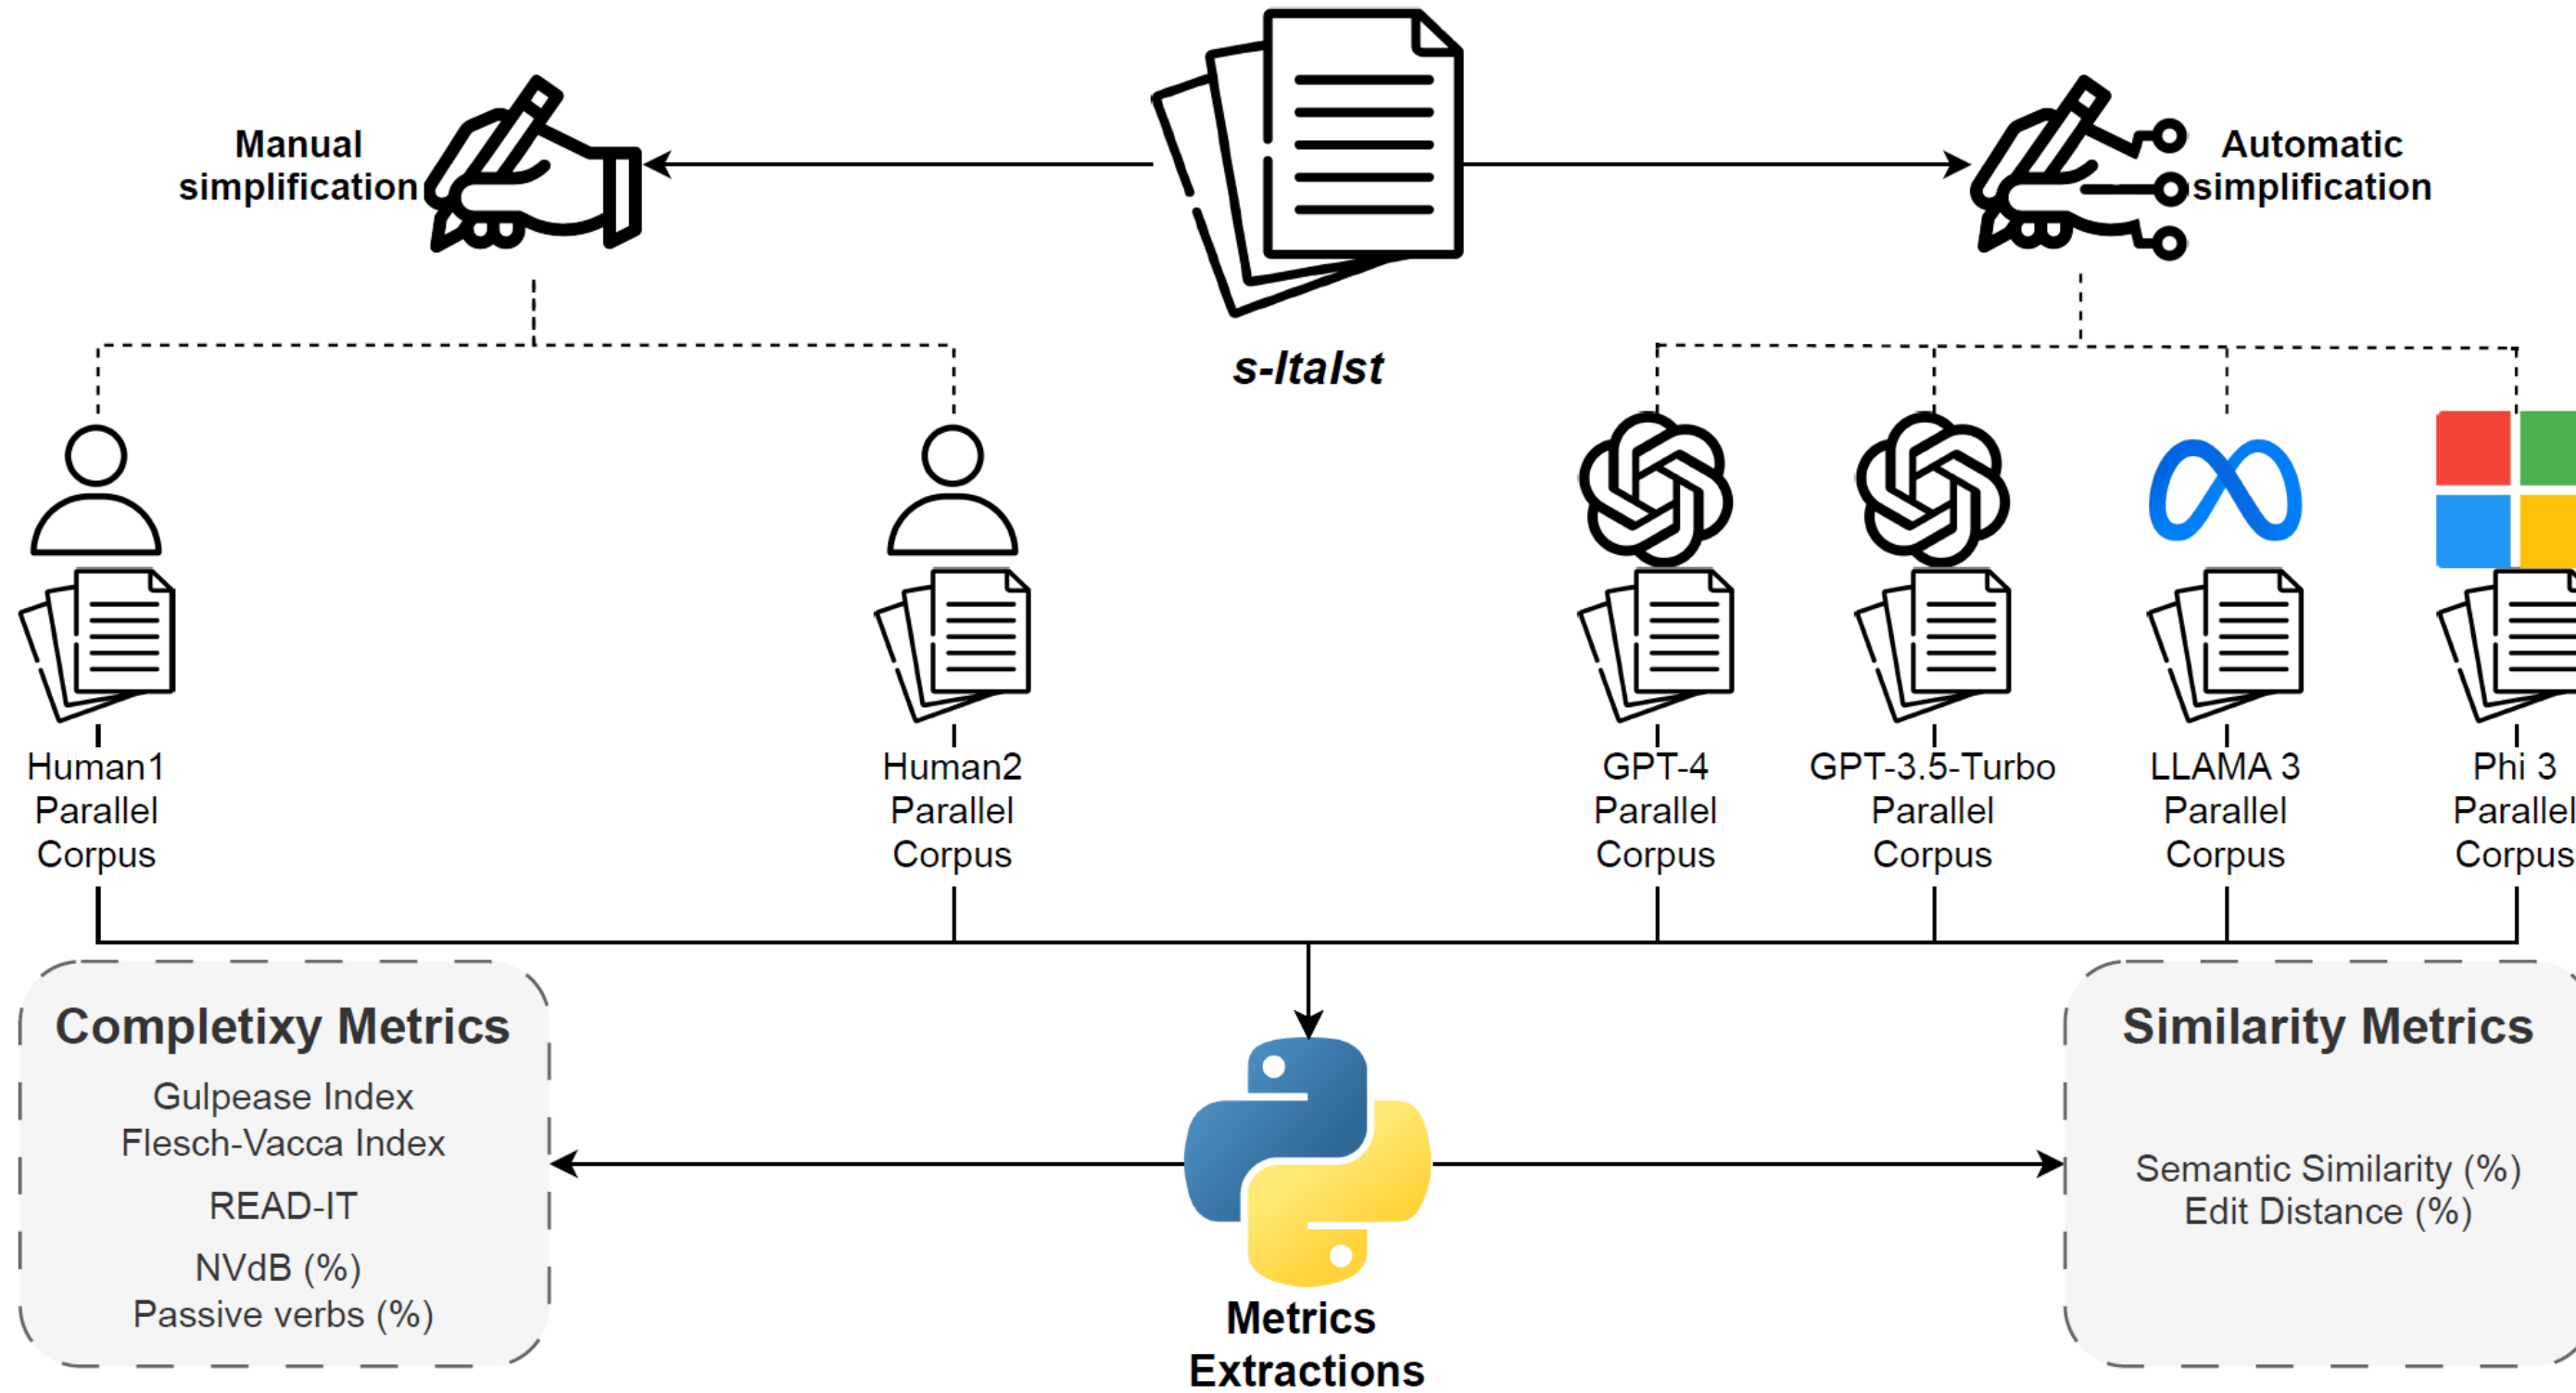 Manual
simplification
Automatic
simplification
s-ItaIst
Human1
Parallel
Corpus
Human2
Parallel
Corpus
GPT-4
Parallel
Corpus
GPT-3.5-Turbo
Parallel
Corpus
LLAMA 3
Parallel
Corpus
Phi 3
Parallel
Corpus
Completixy Metrics
Gulpease Index
Flesch-Vacca Index
READ-IT
NVdB (%)
Passive verbs (%)
Metrics
Extractions
Similarity Metrics
Semantic Similarity (%)
Edit Distance (%)